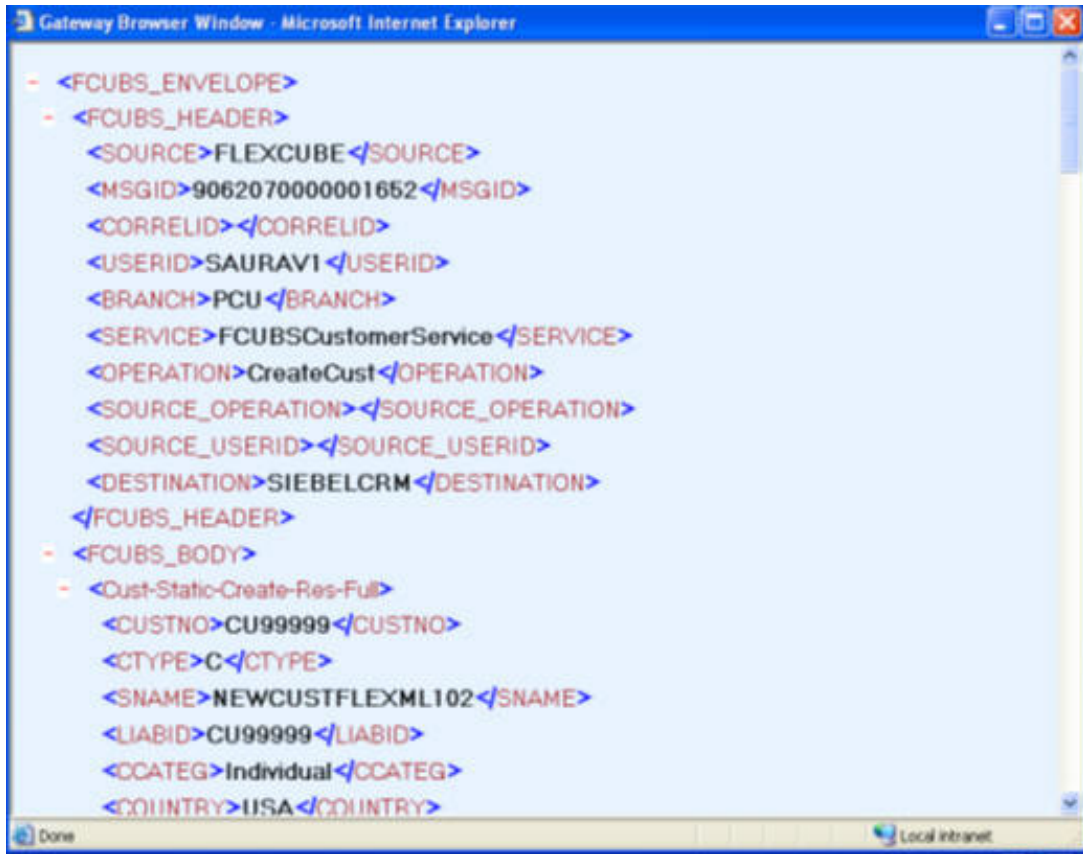 Gateway Browser Window - Microsoft Internet Explorer
- <FCUBS_ENVELOPE>
- <FCUBS_HEADER>
<SOURCE>FLEXCUBE</SOURCE>
<MSGID>9062070000001652</MSGID>
<CORRELID></CORRELID>
<USERID>SAURAV1</USERID>
<BRANCH>PCU</BRANCH>
<SERVICE>FCUBSCustomerService</SERVICE>
<OPERATION>CreateCust</OPERATION>
<SOURCE_OPERATION></SOURCE_OPERATION>
<SOURCE_USERID></SOURCE_USERID>
<DESTINATION>SIEBELCRM</DESTINATION>
</FCUBS_HEADER>
- <FCUBS_BODY>
- <Cust-Static-Create-Res-Full>
<CUSTNO>CU99999</CUSTNO>
<CTYPE>C</CTYPE>
<SNAME>NEWCUSTFLEXML102</SNAME>
<LIABID>CU99999</LIABID>
<CCATEG>Individual</CCATEG>
<COUNTRY>USA</COUNTRY>
Done Local intranet